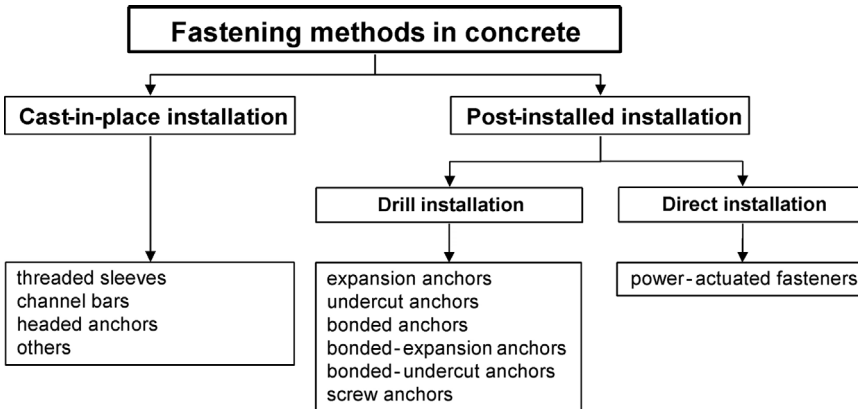 Fastening methods in concrete
Cast-in-place installation
Post-installed installation
Drill installation
Direct installation
threaded sleeves
channel bars
headed anchors
others
expansion anchors
undercut anchors
bonded anchors
bonded-expansion anchors
bonded-undercut anchors
screw anchors
power-actuated fasteners